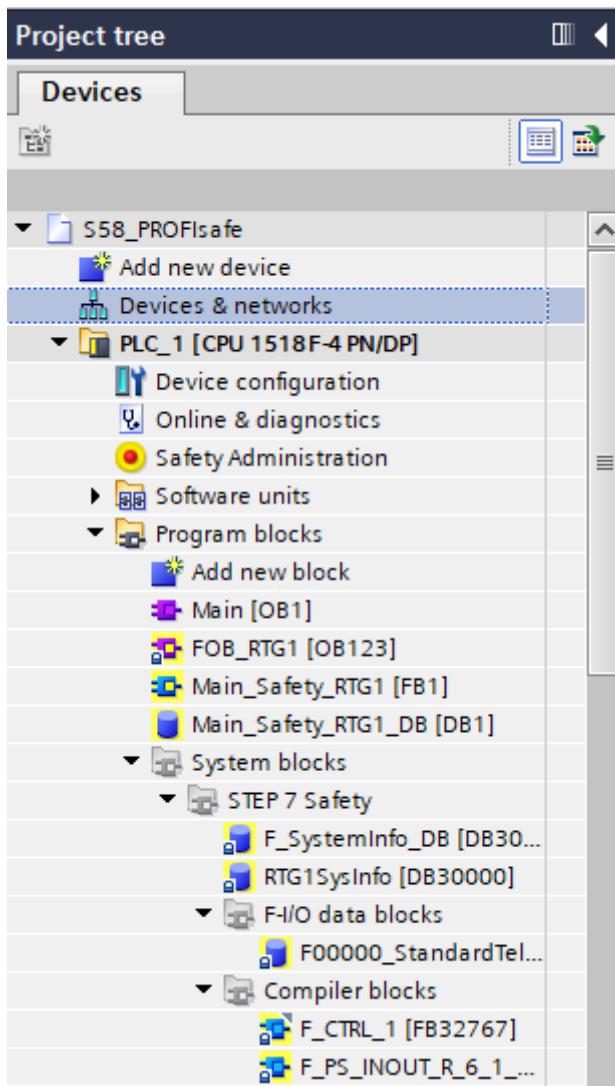 Project tree
Devices
S58_PROFIsafe
Add new device
Devices & networks
PLC_1 [CPU 1518F-4 PN/DP]
Device configuration
Online & diagnostics
Safety Administration
Software units
Program blocks
Add new block
Main [OB1]
FOB_RTG1 [OB123]
Main_Safety_RTG1 [FB1]
Main_Safety_RTG1_DB [DB1]
System blocks
STEP 7 Safety
F_SystemInfo_DB [DB30...
RTG1SysInfo [DB30000]
F-I/O data blocks
F00000_StandardTel...
Compiler blocks
F_CTRL_1 [FB32767]
F_PS_INOUT_R_6_1_...